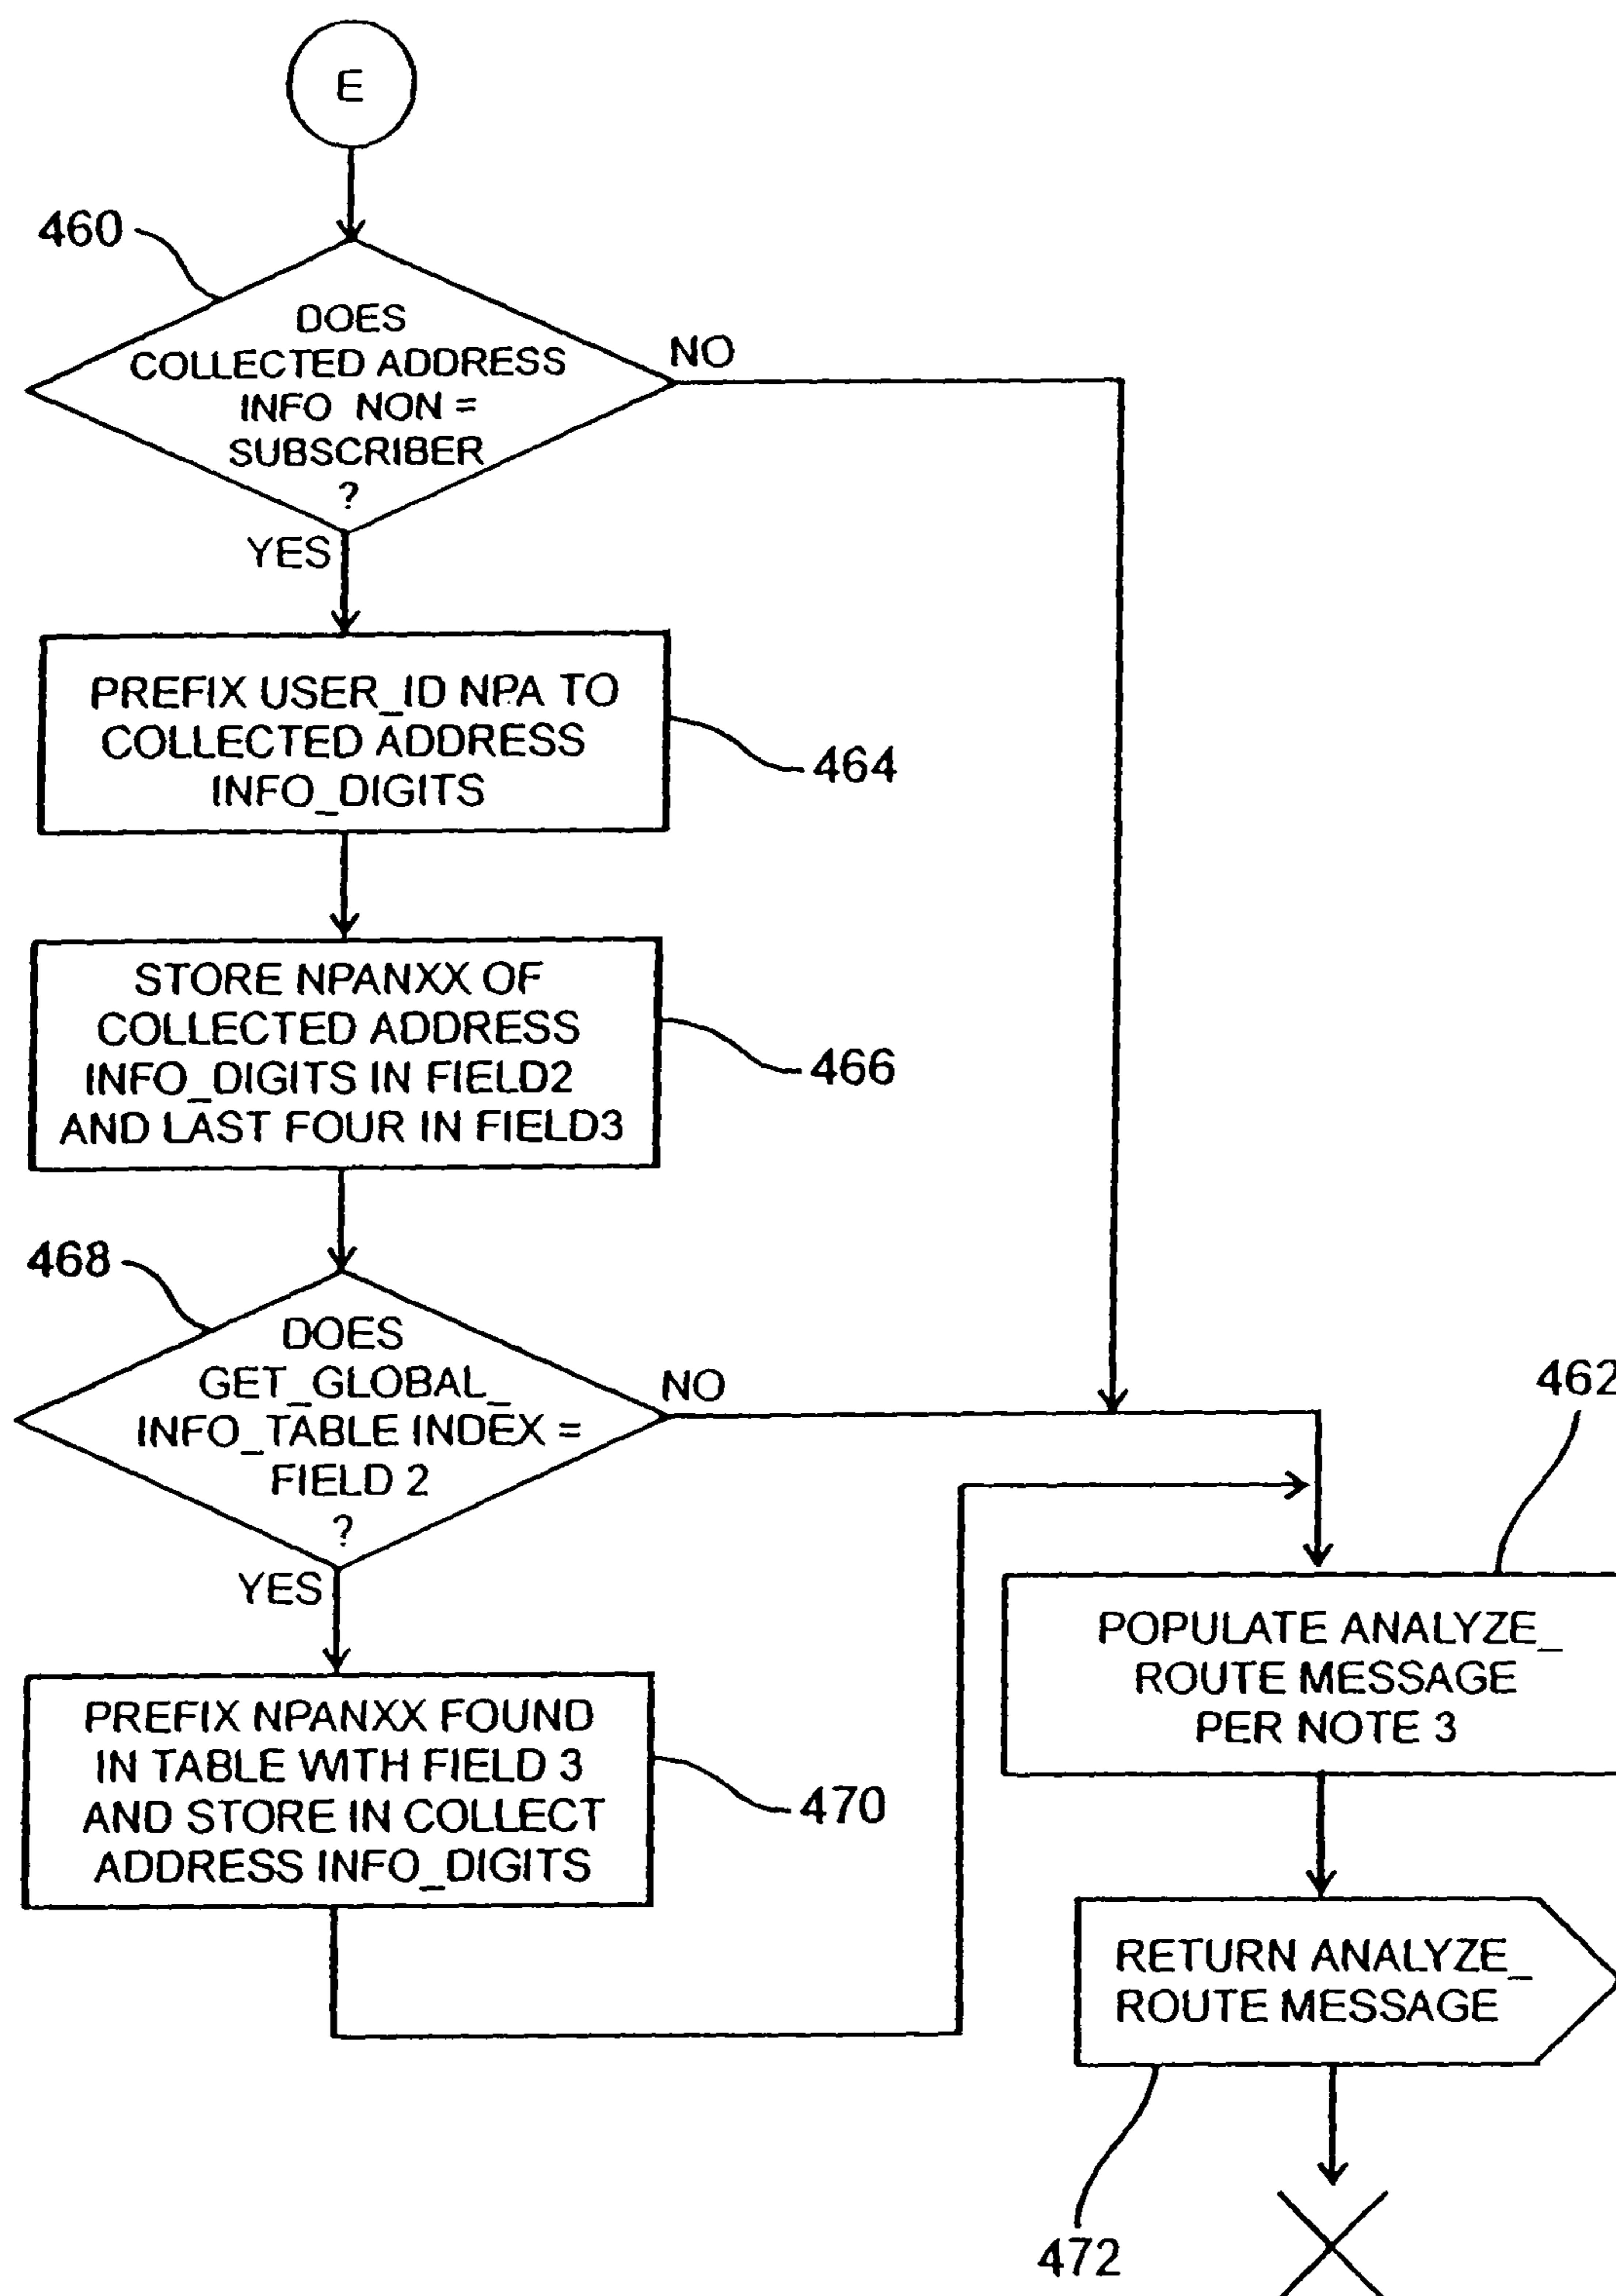 E
460
DOES
COLLECTED ADDRESS
INFO NON =
SUBSCRIBER
?
NO
YES
PREFIX USER_ID NPA TO
COLLECTED ADDRESS
INFO_DIGITS
464
STORE NPANXX OF
COLLECTED ADDRESS
INFO_DIGITS IN FIELD2
AND LAST FOUR IN FIELD3
466
468
DOES
GET_GLOBAL_
INFO_TABLE INDEX =
FIELD 2
?
NO
YES
PREFIX NPANXX FOUND
IN TABLE WITH FIELD 3
AND STORE IN COLLECT
ADDRESS INFO_DIGITS
470
462
POPULATE ANALYZE_
ROUTE MESSAGE
PER NOTE 3
RETURN ANALYZE_
ROUTE MESSAGE
472